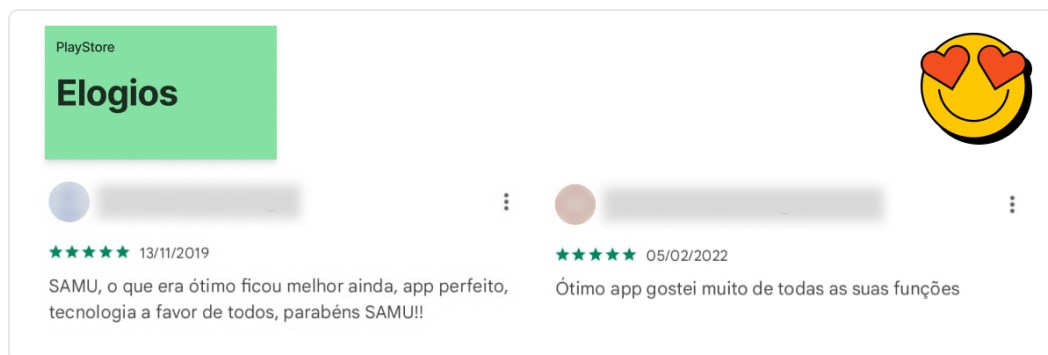 PlayStore
Elogios
13/11/2019
SAMU, o que era ótimo ficou melhor ainda, app perfeito,
tecnologia a favor de todos, parabéns SAMU!!
05/02/2022
Ótimo app gostei muito de todas as suas funções